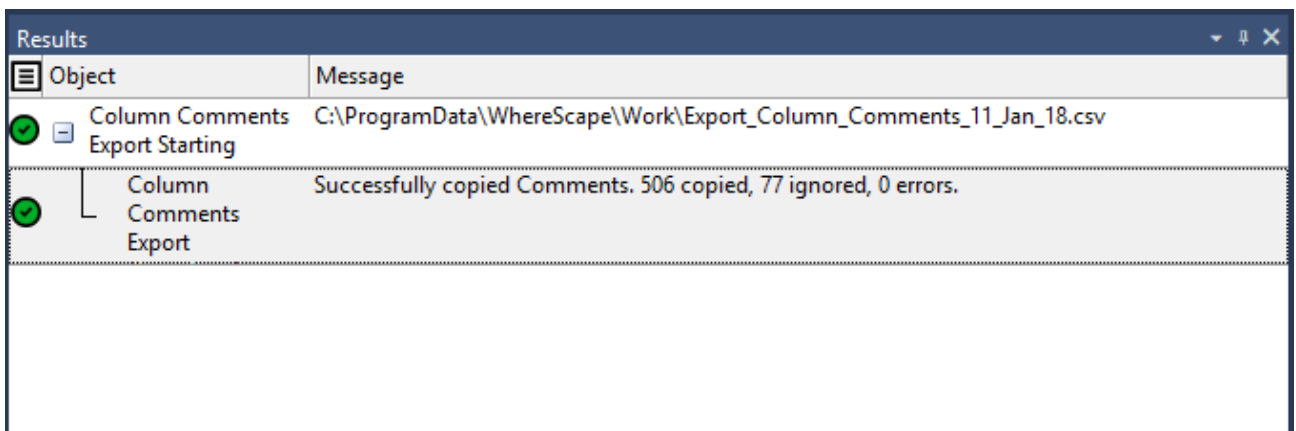 Results
Object Message
Column Comments Export Starting C:\ProgramData\WhereScape\Work\Export_Column_Comments_11_Jan_18.csv
Column Comments Export Successfully copied Comments. 506 copied, 77 ignored, 0 errors.